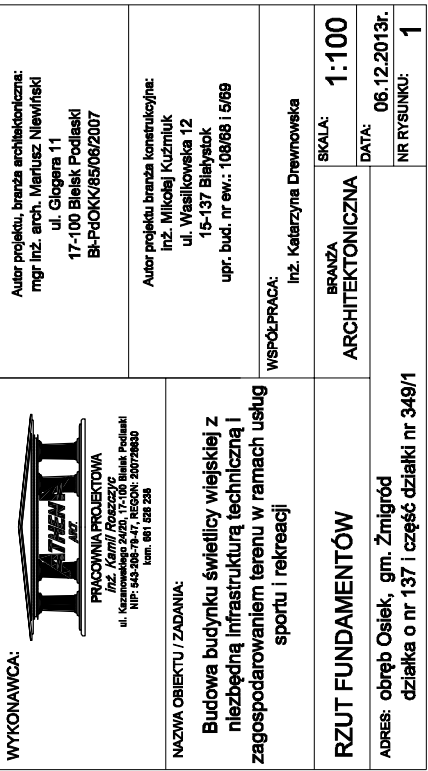 WYKONAWCA:
ATHENA
ART.
PRACOWNIA PROJEKTOWA
inż. Kamil Roszczyc
ul. Kazanowskiego 24/20, 17-100 Bielsk Podlaski
NIP: 543-206-79-47, REGON: 200729630
kom. 661 526 235
Autor projektu, branża architektoniczna:
mgr inż. arch. Mariusz Niewiński
ul. Glogera 11
17-100 Bielsk Podlaski
Bł-PdOKK/85/06/2007
NAZWA OBIEKTU / ZADANIA:
Budowa budynku świetlicy wiejskiej z
niezbędną infrastrukturą techniczną i
zagospodarowaniem terenu w ramach usług
sportu i rekreacji
Autor projektu branża konstrukcyjna:
inż. Mikołaj Kuźmiuk
ul. Wasilkowska 12
15-137 Białystok
upr. bud. nr ew.: 108/68 i 5/69
WSPÓŁPRACA:
inż. Katarzyna Drewnowska
RZUT FUNDAMENTÓW
BRANŻA
ARCHITEKTONICZNA
SKALA:
1:100
ADRES: obręb Osiek, gm. Żmigród
działka o nr 137 i część działki nr 349/1
DATA:
06.12.2013r.
NR RYSUNKU:
1